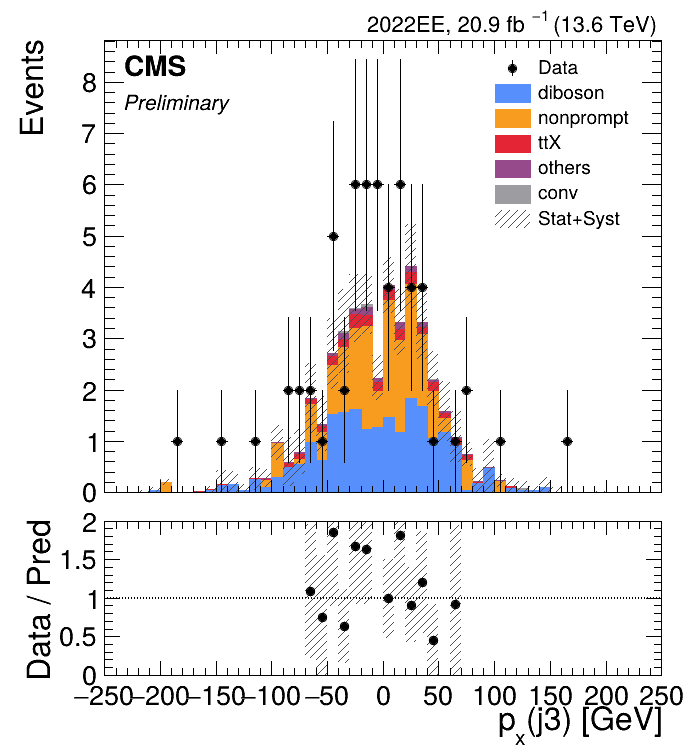 2022EE, 20.9 fb⁻¹ (13.6 TeV)
CMS
Preliminary
Events
8
7
6
5
4
3
2
1
0
Data
diboson
nonprompt
ttX
others
conv
Stat+Syst
Data / Pred
2
1.5
1
0.5
0
−250 −200 −150 −100 −50 0 50 100 150 200 250
pₓ(j3) [GeV]